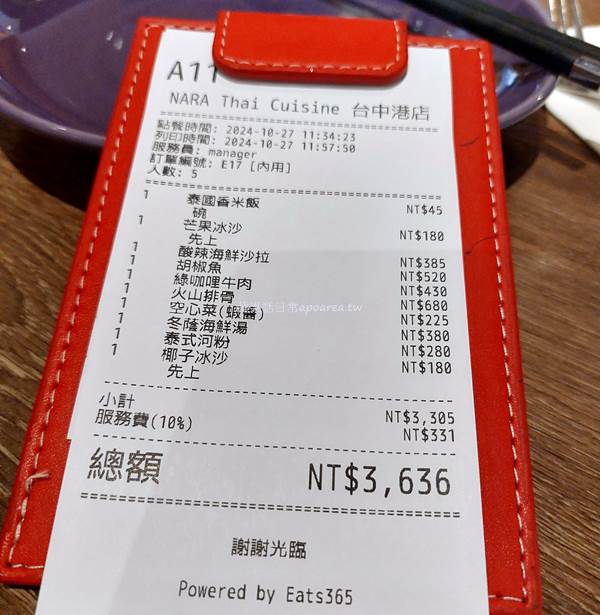 A11
NARA Thai Cuisine 台中港店
點餐時間: 2024-10-27 11:34:23
列印時間: 2024-10-27 11:57:50
服務員: manager
訂單編號: E17 [內用]
人數: 5
1 泰國香米飯 NT$45
碗
1 芒果冰沙 NT$180
先上
1 酸辣海鮮沙拉 NT$385
1 胡椒魚 NT$520
1 綠咖哩牛肉 NT$430
1 火山排骨 NT$680
1 空心菜(蝦醬) NT$225
1 冬蔭海鮮湯 NT$380
1 泰式河粉 NT$280
1 椰子冰沙 NT$180
先上
小計 NT$3,305
服務費(10%) NT$331
總額 NT$3,636
謝謝光臨
Powered by Eats365
apoarea.tw